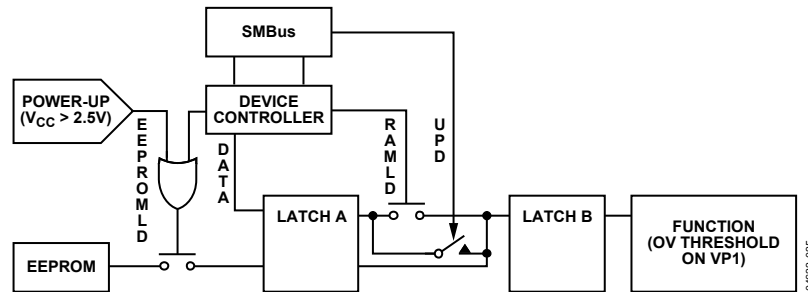 SMBus
POWER-UP
(VCC > 2.5V)
DEVICE
CONTROLLER
EEPROMLD
DATA
RAMLD
UPD
LATCH A
LATCH B
FUNCTION
(OV THRESHOLD
ON VP1)
EEPROM